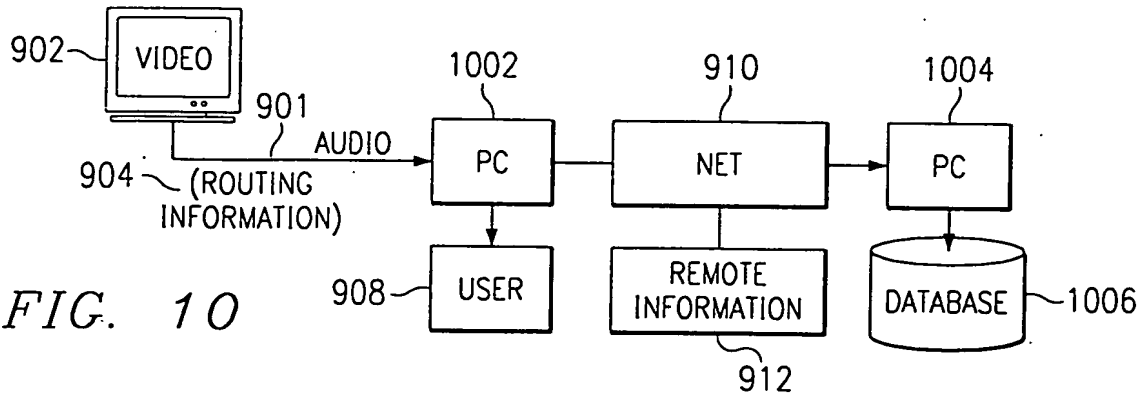 902
VIDEO
901
AUDIO
904
(ROUTING
INFORMATION)
1002
PC
910
NET
1004
PC
908
USER
REMOTE
INFORMATION
912
DATABASE
1006
FIG. 10